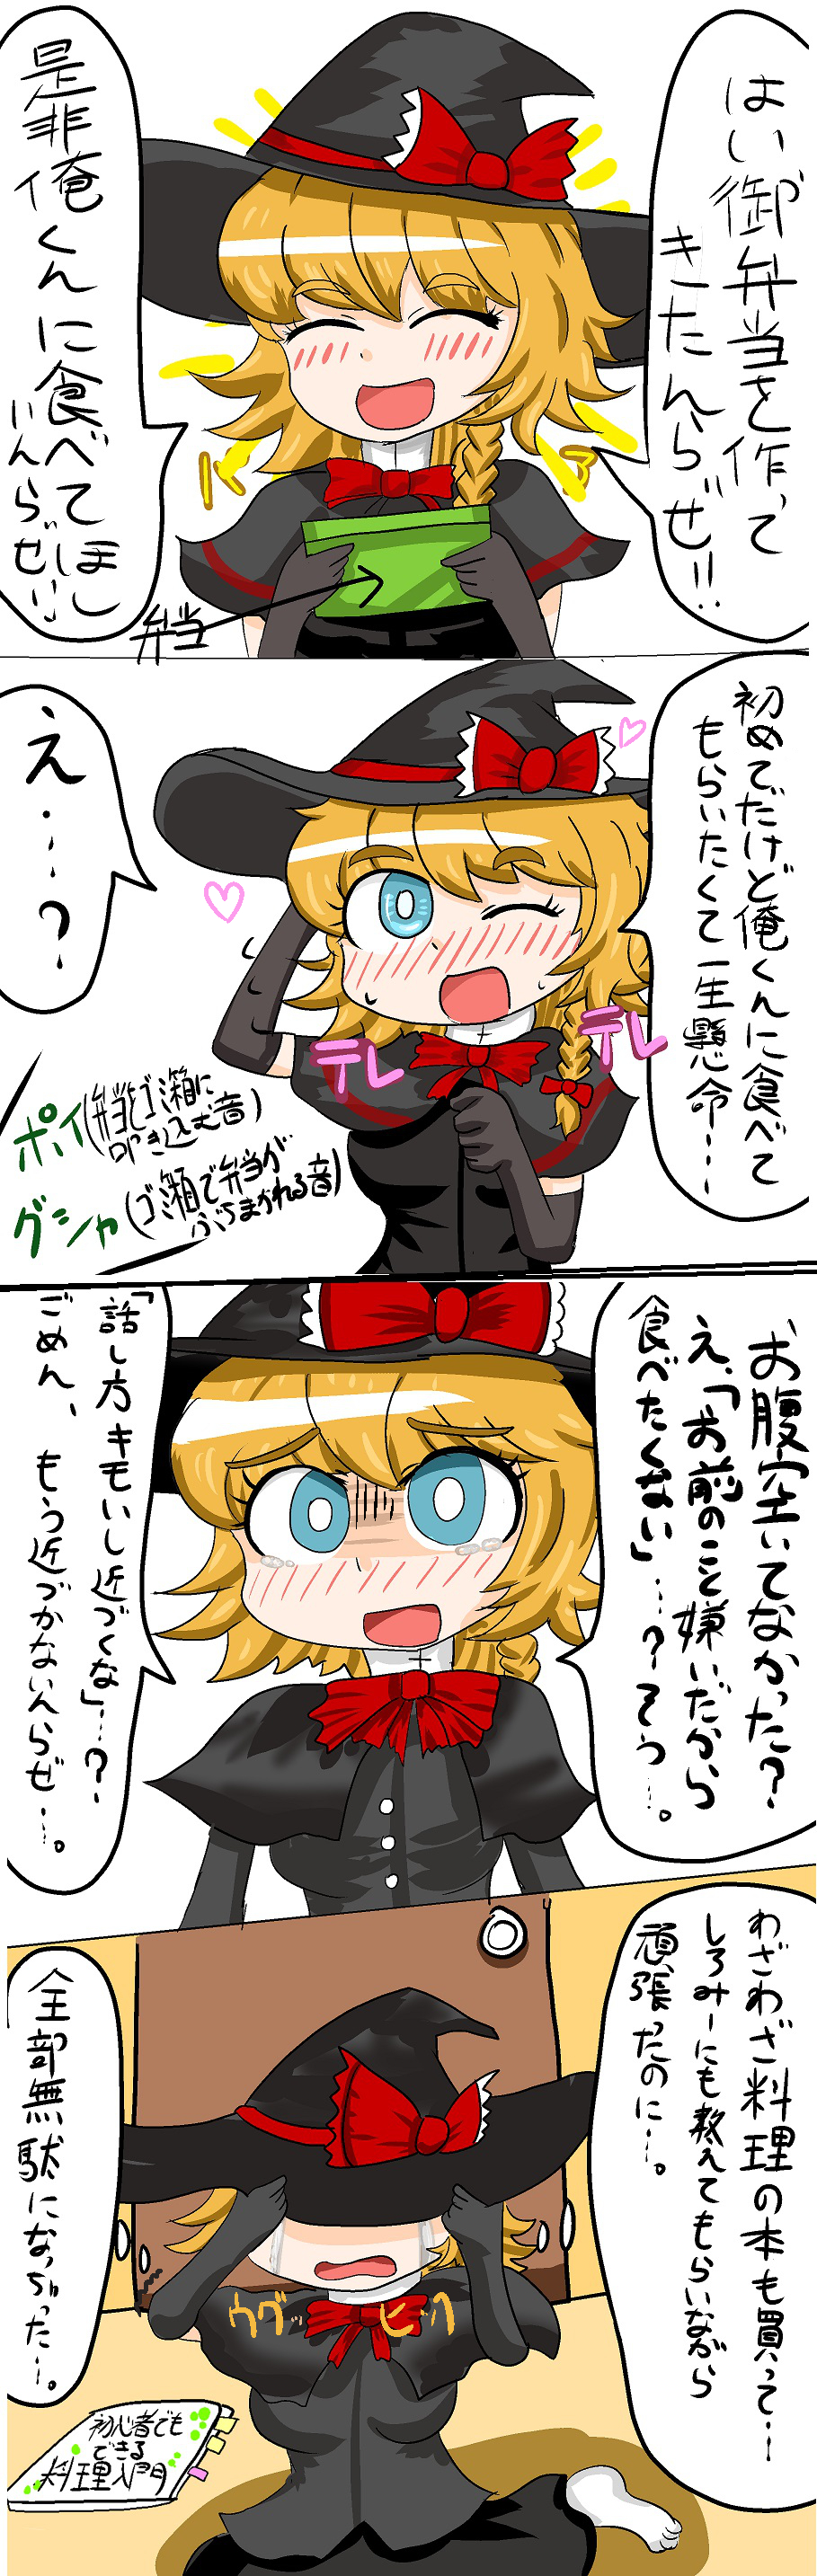 はい御弁当を作って
きたんらぜ!!
是非俺くんに食べてほし
いんらぜ!!
パ
ア
弁当
初めてだけど俺くんに食べて
もらいたくて一生懸命…
え…?
テレ
テレ
ポイ(弁当をゴミ箱に
叩き込む音)
グシャ(ゴミ箱で弁当が
ぶちまかれる音)
お腹空いてなかった?
え、「お前のこと嫌いだから
食べたくない」…?そう…。
「話し方キモいし近づくな」…?
ごめん、もう近づかないんらぜ…。
わざわざ料理の本も買って…
しろみーにも教えてもらいながら
頑張ったのに…。
全部無駄になっちゃった…。
ウグッ
ヒック
初心者でも
できる
料理入門